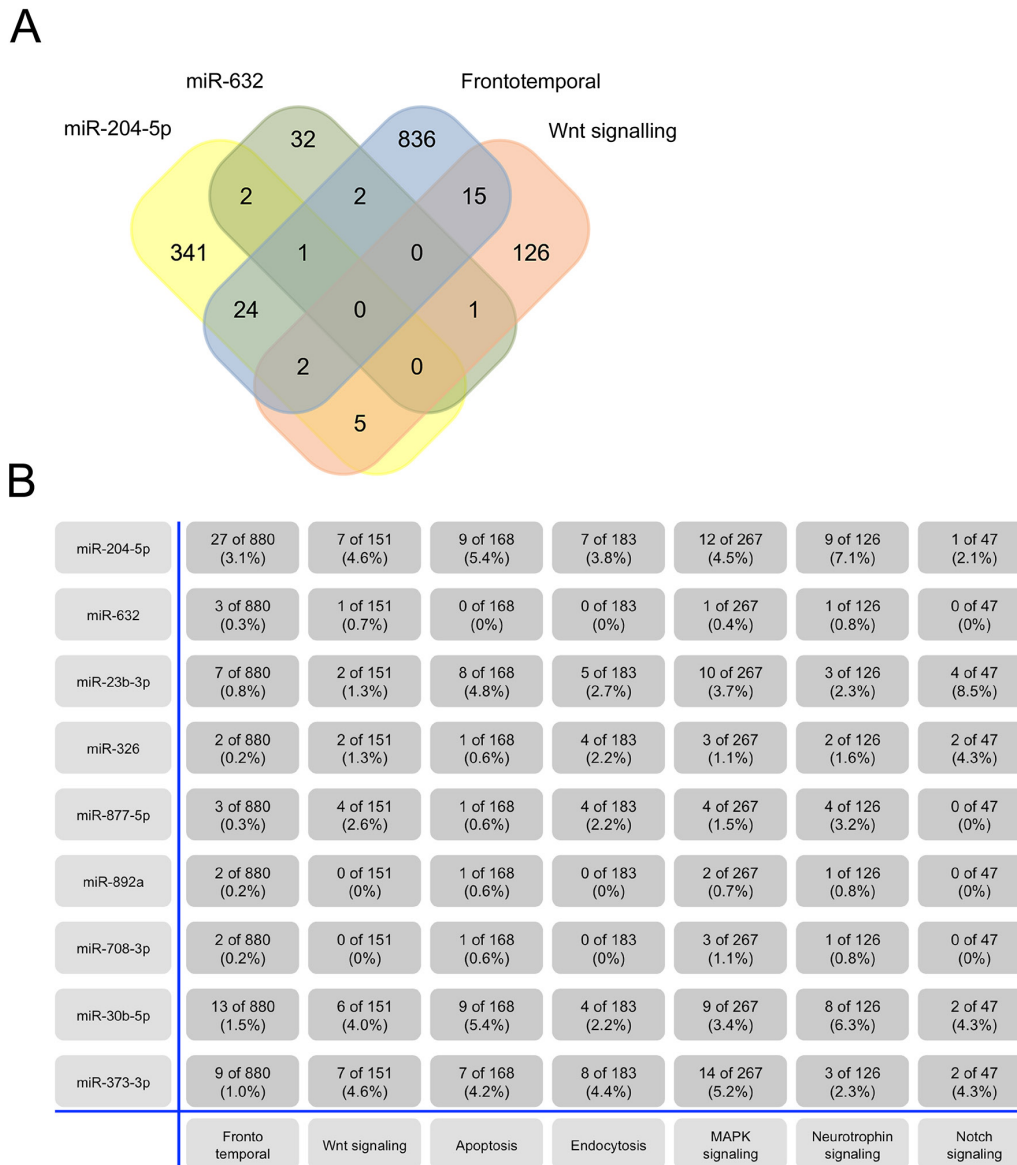 A
miR-632
Frontotemporal
miR-204-5p
Wnt signalling
32
836
2
2
15
341
1
0
126
24
0
1
2
0
5
B
miR-204-5p
27 of 880
(3.1%)
7 of 151
(4.6%)
9 of 168
(5.4%)
7 of 183
(3.8%)
12 of 267
(4.5%)
9 of 126
(7.1%)
1 of 47
(2.1%)
miR-632
3 of 880
(0.3%)
1 of 151
(0.7%)
0 of 168
(0%)
0 of 183
(0%)
1 of 267
(0.4%)
1 of 126
(0.8%)
0 of 47
(0%)
miR-23b-3p
7 of 880
(0.8%)
2 of 151
(1.3%)
8 of 168
(4.8%)
5 of 183
(2.7%)
10 of 267
(3.7%)
3 of 126
(2.3%)
4 of 47
(8.5%)
miR-326
2 of 880
(0.2%)
2 of 151
(1.3%)
1 of 168
(0.6%)
4 of 183
(2.2%)
3 of 267
(1.1%)
2 of 126
(1.6%)
2 of 47
(4.3%)
miR-877-5p
3 of 880
(0.3%)
4 of 151
(2.6%)
1 of 168
(0.6%)
4 of 183
(2.2%)
4 of 267
(1.5%)
4 of 126
(3.2%)
0 of 47
(0%)
miR-892a
2 of 880
(0.2%)
0 of 151
(0%)
1 of 168
(0.6%)
0 of 183
(0%)
2 of 267
(0.7%)
1 of 126
(0.8%)
0 of 47
(0%)
miR-708-3p
2 of 880
(0.2%)
0 of 151
(0%)
1 of 168
(0.6%)
0 of 183
(0%)
3 of 267
(1.1%)
1 of 126
(0.8%)
0 of 47
(0%)
miR-30b-5p
13 of 880
(1.5%)
6 of 151
(4.0%)
9 of 168
(5.4%)
4 of 183
(2.2%)
9 of 267
(3.4%)
8 of 126
(6.3%)
2 of 47
(4.3%)
miR-373-3p
9 of 880
(1.0%)
7 of 151
(4.6%)
7 of 168
(4.2%)
8 of 183
(4.4%)
14 of 267
(5.2%)
3 of 126
(2.3%)
2 of 47
(4.3%)
Fronto
temporal
Wnt signaling
Apoptosis
Endocytosis
MAPK
signaling
Neurotrophin
signaling
Notch
signaling